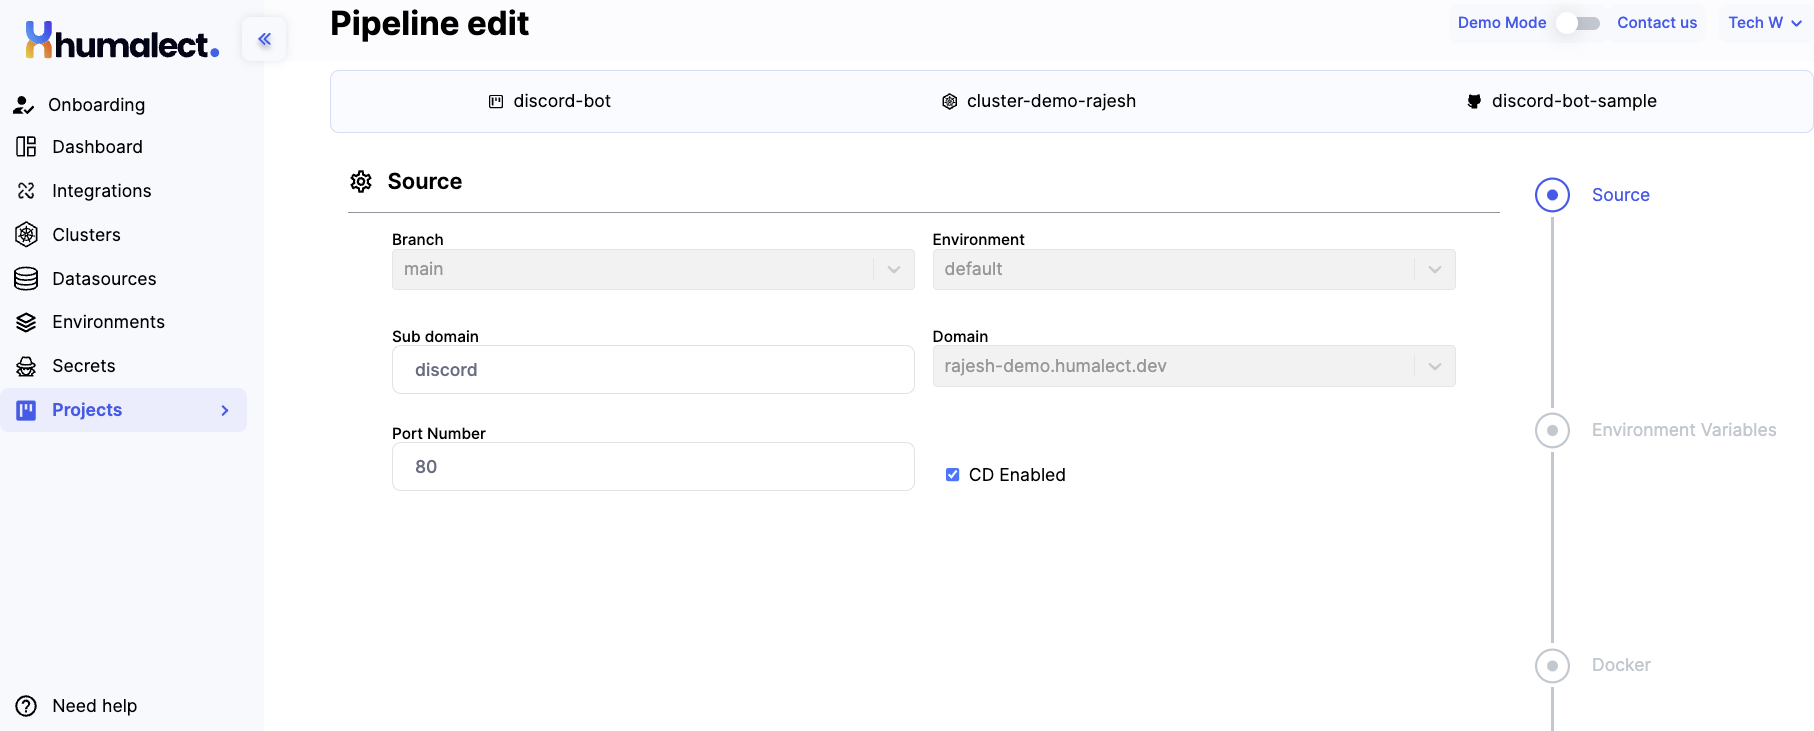 humalect.
Pipeline edit
Demo Mode
Contact us
Tech W
Onboarding
Dashboard
Integrations
Clusters
Datasources
Environments
Secrets
Projects
Need help
discord-bot
cluster-demo-rajesh
discord-bot-sample
Source
Branch
main
Environment
default
Sub domain
discord
Domain
rajesh-demo.humalect.dev
Port Number
80
CD Enabled
Source
Environment Variables
Docker